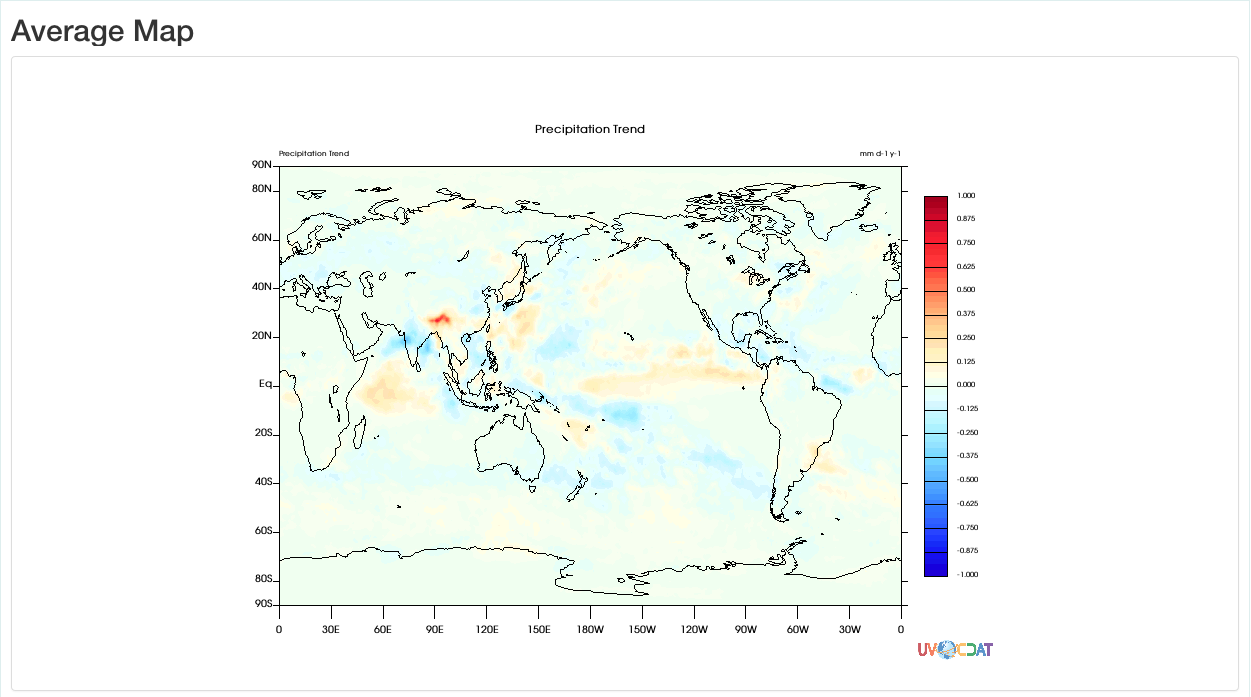 Average Map
Precipitation Trend
Precipitation Trend
mm d-1 y-1
90N
80N
60N
40N
20N
EQ
20S
40S
60S
80S
90S
0 30E 60E 90E 120E 150E 180W 150W 120W 90W 60W 30W 0
1.000
0.875
0.750
0.625
0.500
0.375
0.250
0.125
0.000
-0.125
-0.250
-0.375
-0.500
-0.625
-0.750
-0.875
-1.000
UV CDAT